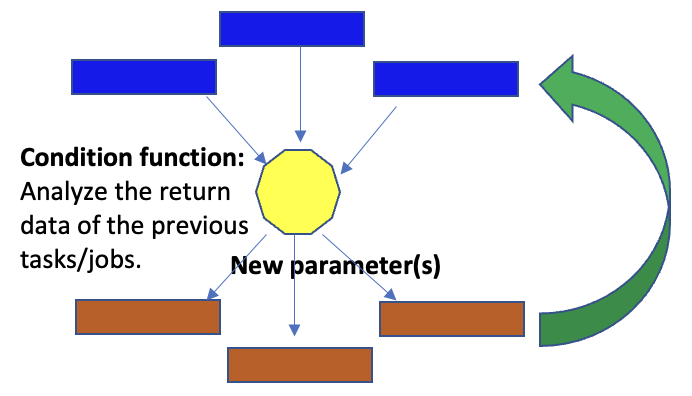 Condition function:
Analyze the return
data of the previous
tasks/jobs.
New parameter(s)